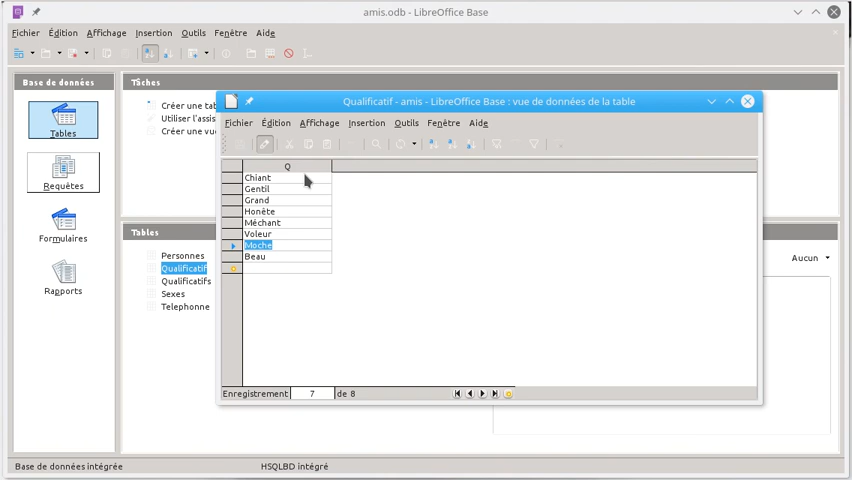 amis.odb - LibreOffice Base
Fichier Édition Affichage Insertion Outils Fenêtre Aide
Base de données
Tables
Requêtes
Formulaires
Rapports
Tâches
Créer une tab
Utiliser l'assis
Créer une vue
Tables
Personnes
Qualificatif
Qualificatifs
Sexes
Telephonne
Aucun
Qualificatif - amis - LibreOffice Base : vue de données de la table
Fichier Édition Affichage Insertion Outils Fenêtre Aide
Q
Chiant
Gentil
Grand
Honête
Méchant
Voleur
Moche
Beau
Enregistrement 7 de 8
Base de données intégrée HSQLBD intégré